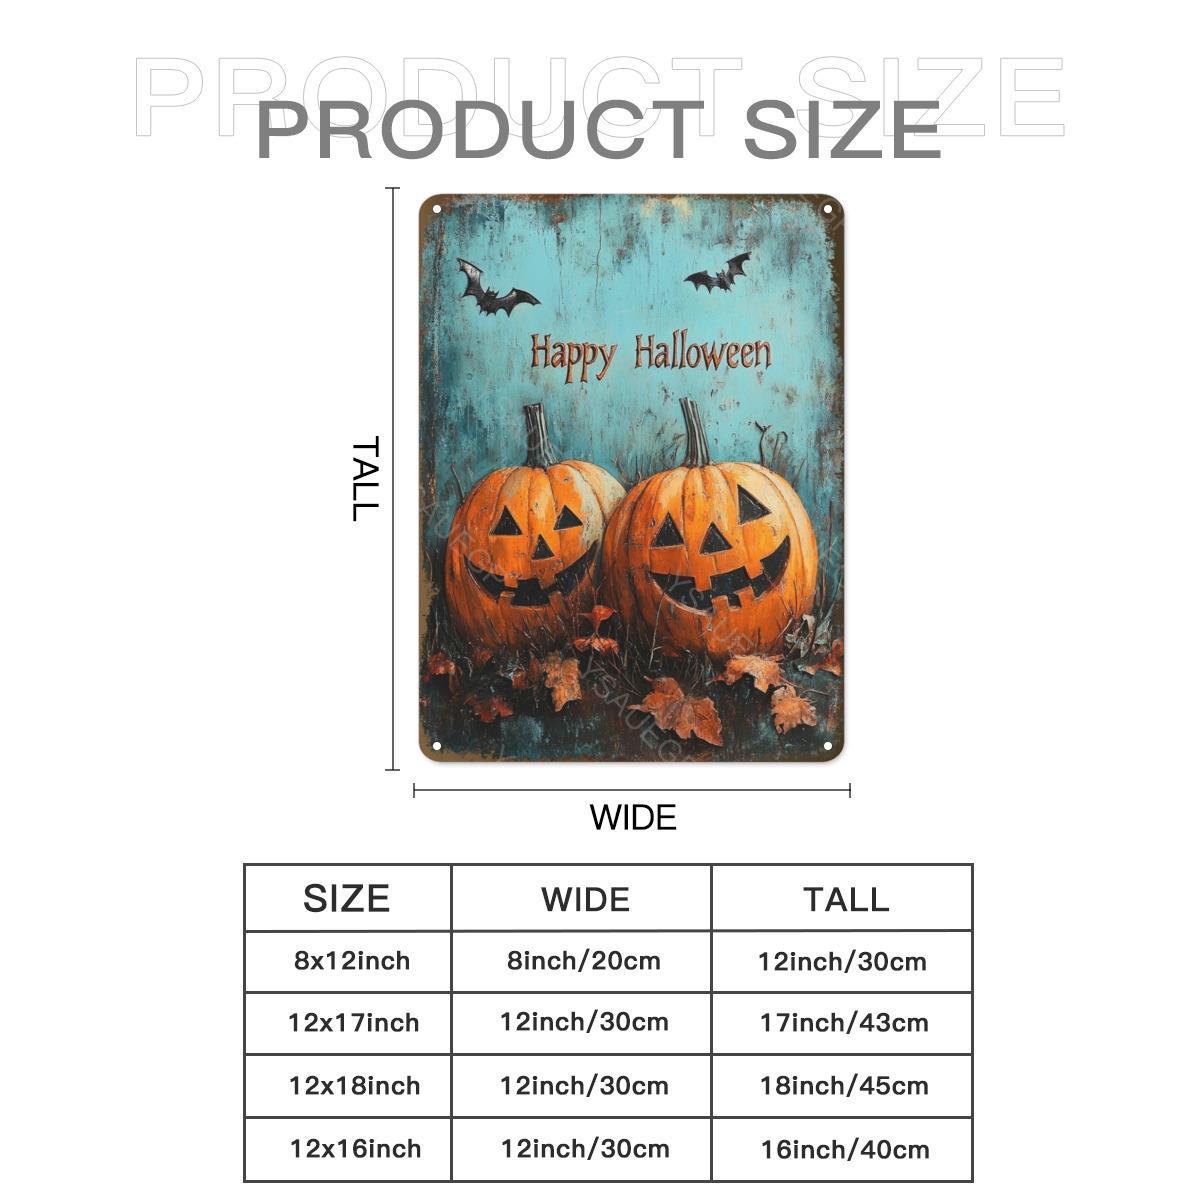 PRODUCT SIZE
PRODUCT SIZE
Happy Halloween
TALL
YSAUEG
WIDE
SIZE WIDE TALL
8x12inch 8inch/20cm 12inch/30cm
12x17inch 12inch/30cm 17inch/43cm
12x18inch 12inch/30cm 18inch/45cm
12x16inch 12inch/30cm 16inch/40cm